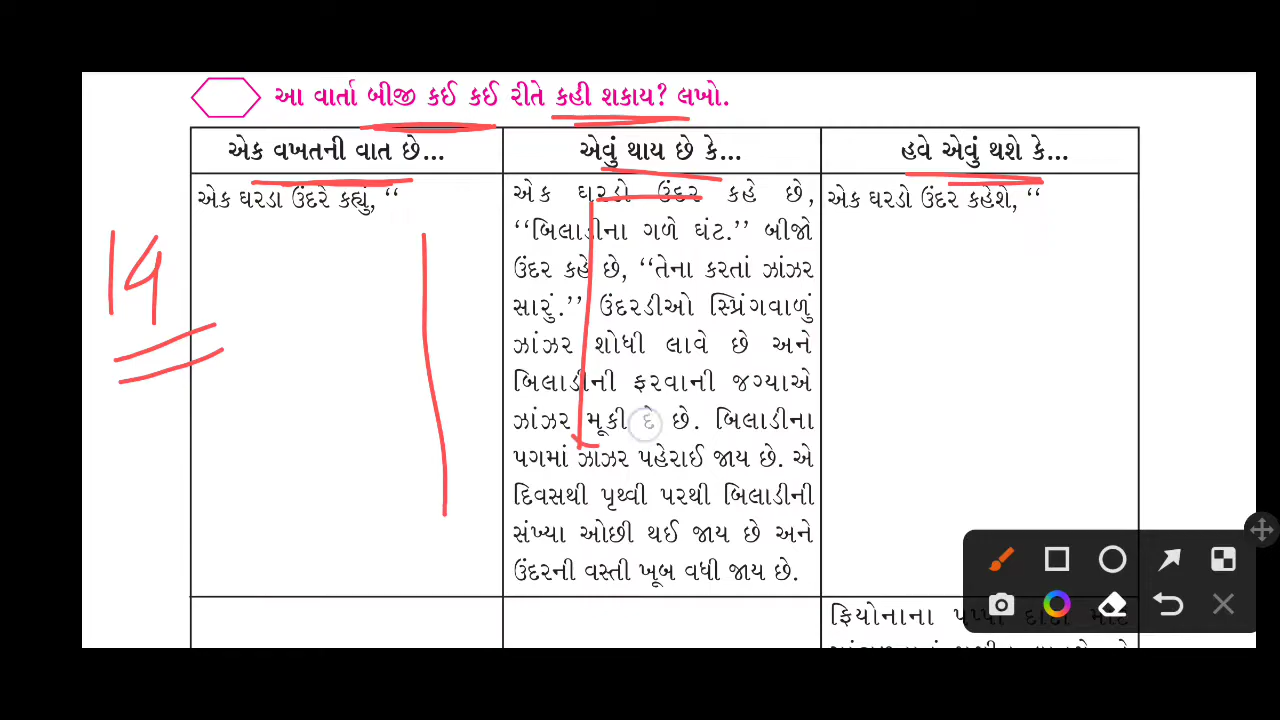 આ વાર્તા બીજી કઈ કઈ રીતે કહી શકાય? લખો.
એક વખતની વાત છે...
એક ઘરડા ઉંદરે કહ્યું, ‘‘
14
એવું થાય છે કે...
એક ઘરડો ઉંદર કહે છે,
‘‘બિલાડીના ગળે ઘંટ.’’ બીજો
ઉંદર કહે છે, ‘‘તેના કરતાં ઝાંઝર
સારું.’’ ઉંદરડીઓ સ્પ્રિંગવાળું
ઝાંઝર શોધી લાવે છે અને
બિલાડીની ફરવાની જગ્યાએ
ઝાંઝર મૂકી દે છે. બિલાડીના
પગમાં ઝાંઝર પહેરાઈ જાય છે. એ
દિવસથી પૃથ્વી પરથી બિલાડીની
સંખ્યા ઓછી થઈ જાય છે અને
ઉંદરની વસ્તી ખૂબ વધી જાય છે.
હવે એવું થશે કે...
એક ઘરડો ઉંદર કહેશે, ‘‘
ફિયોનાના